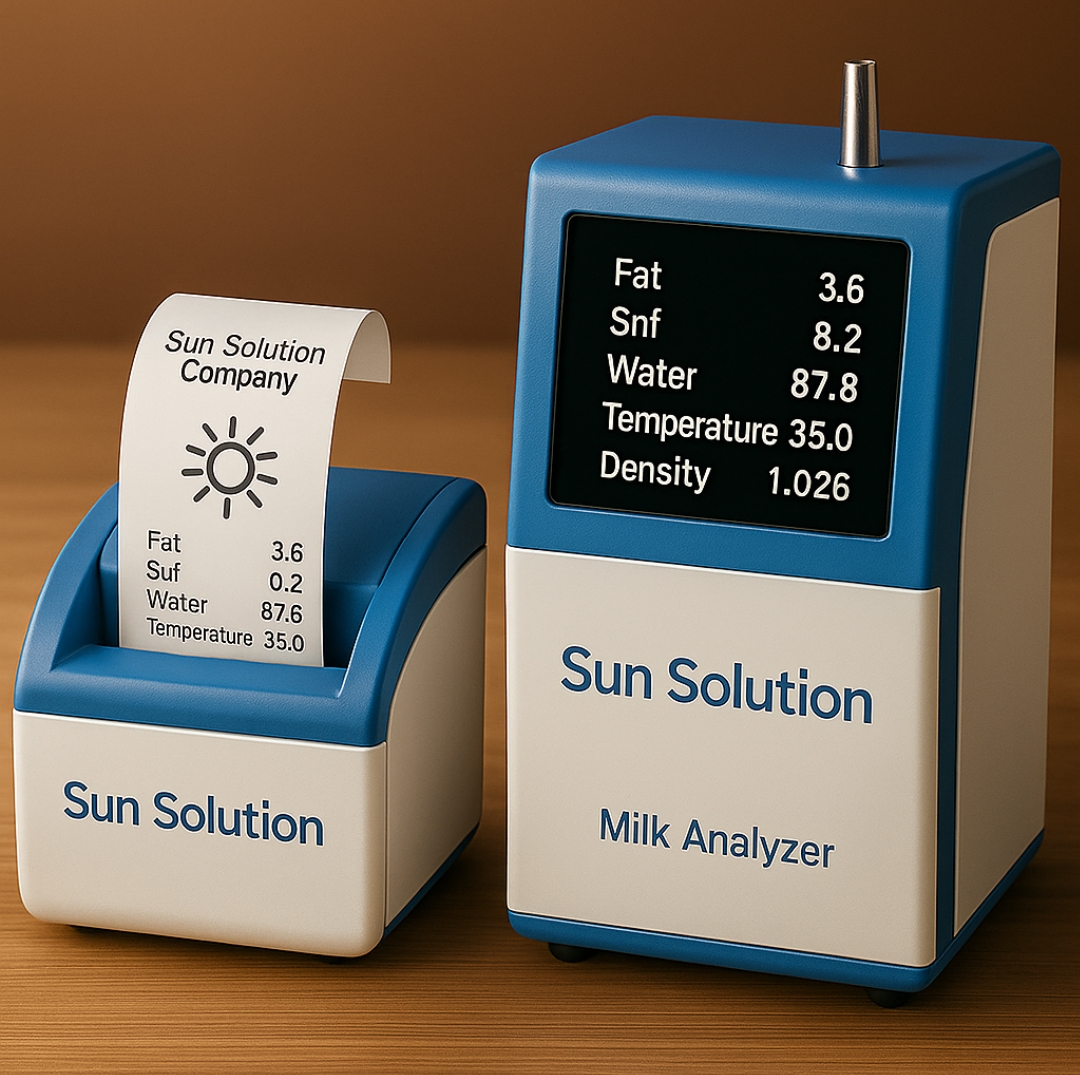 Sun Solution
Company
Fat 3.6
Suf 0.2
Water 87.6
Temperature 35.0
Sun Solution
Fat 3.6
Snf 8.2
Water 87.8
Temperature 35.0
Density 1.026
Sun Solution
Milk Analyzer